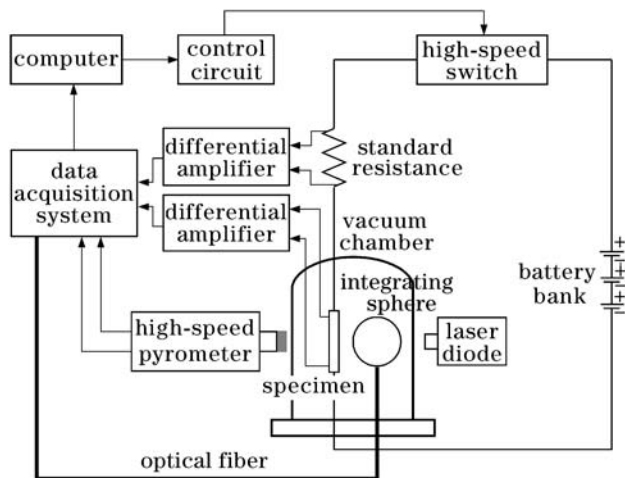 computer
control
circuit
high-speed
switch
data
acquisition
system
differential
amplifier
standard
resistance
differential
amplifier
vacuum
chamber
integrating
sphere
battery
bank
+
+
+
high-speed
pyrometer
laser
diode
specimen
optical fiber